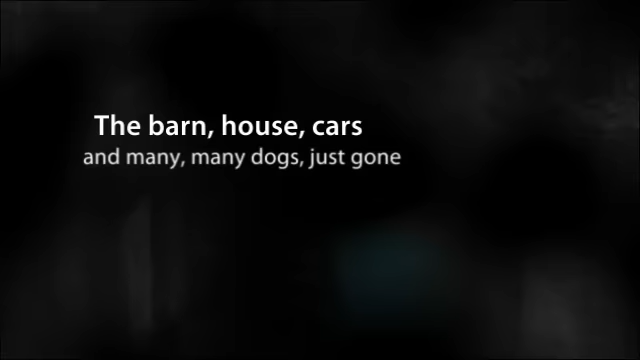 The barn, house, cars
and many, many dogs, just gone